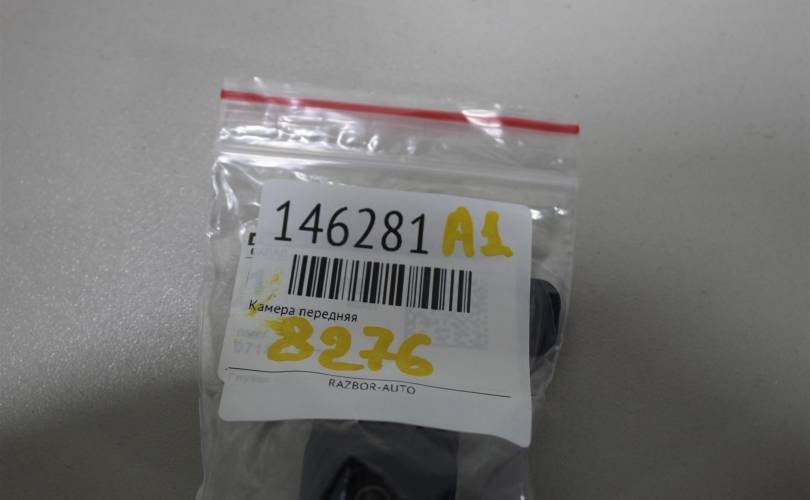 146281 A1
Камера передняя
8276
RAZBOR-AUTO